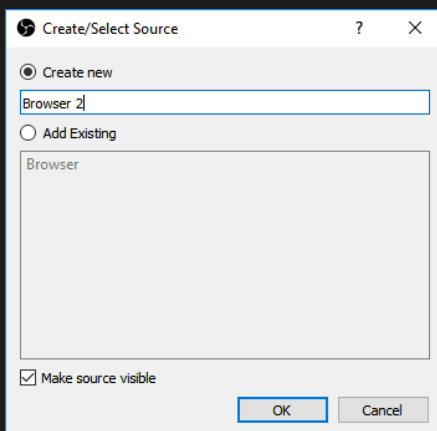 Create/Select Source
Create new
Browser 2
Add Existing
Browser
Make source visible
OK Cancel